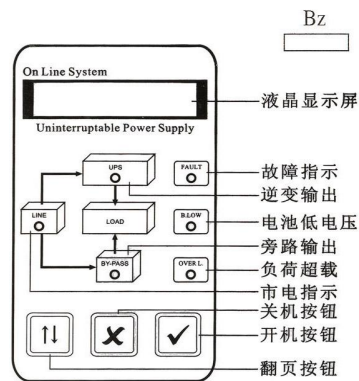 Bz
On Line System
液晶显示屏
Uninterruptable Power Supply
UPS
FAULT
故障指示
逆变输出
LINE
LOAD
B.LOW
电池低电压
旁路输出
BY-PASS
OVER L.
负荷超载
市电指示
关机按钮
开机按钮
翻页按钮